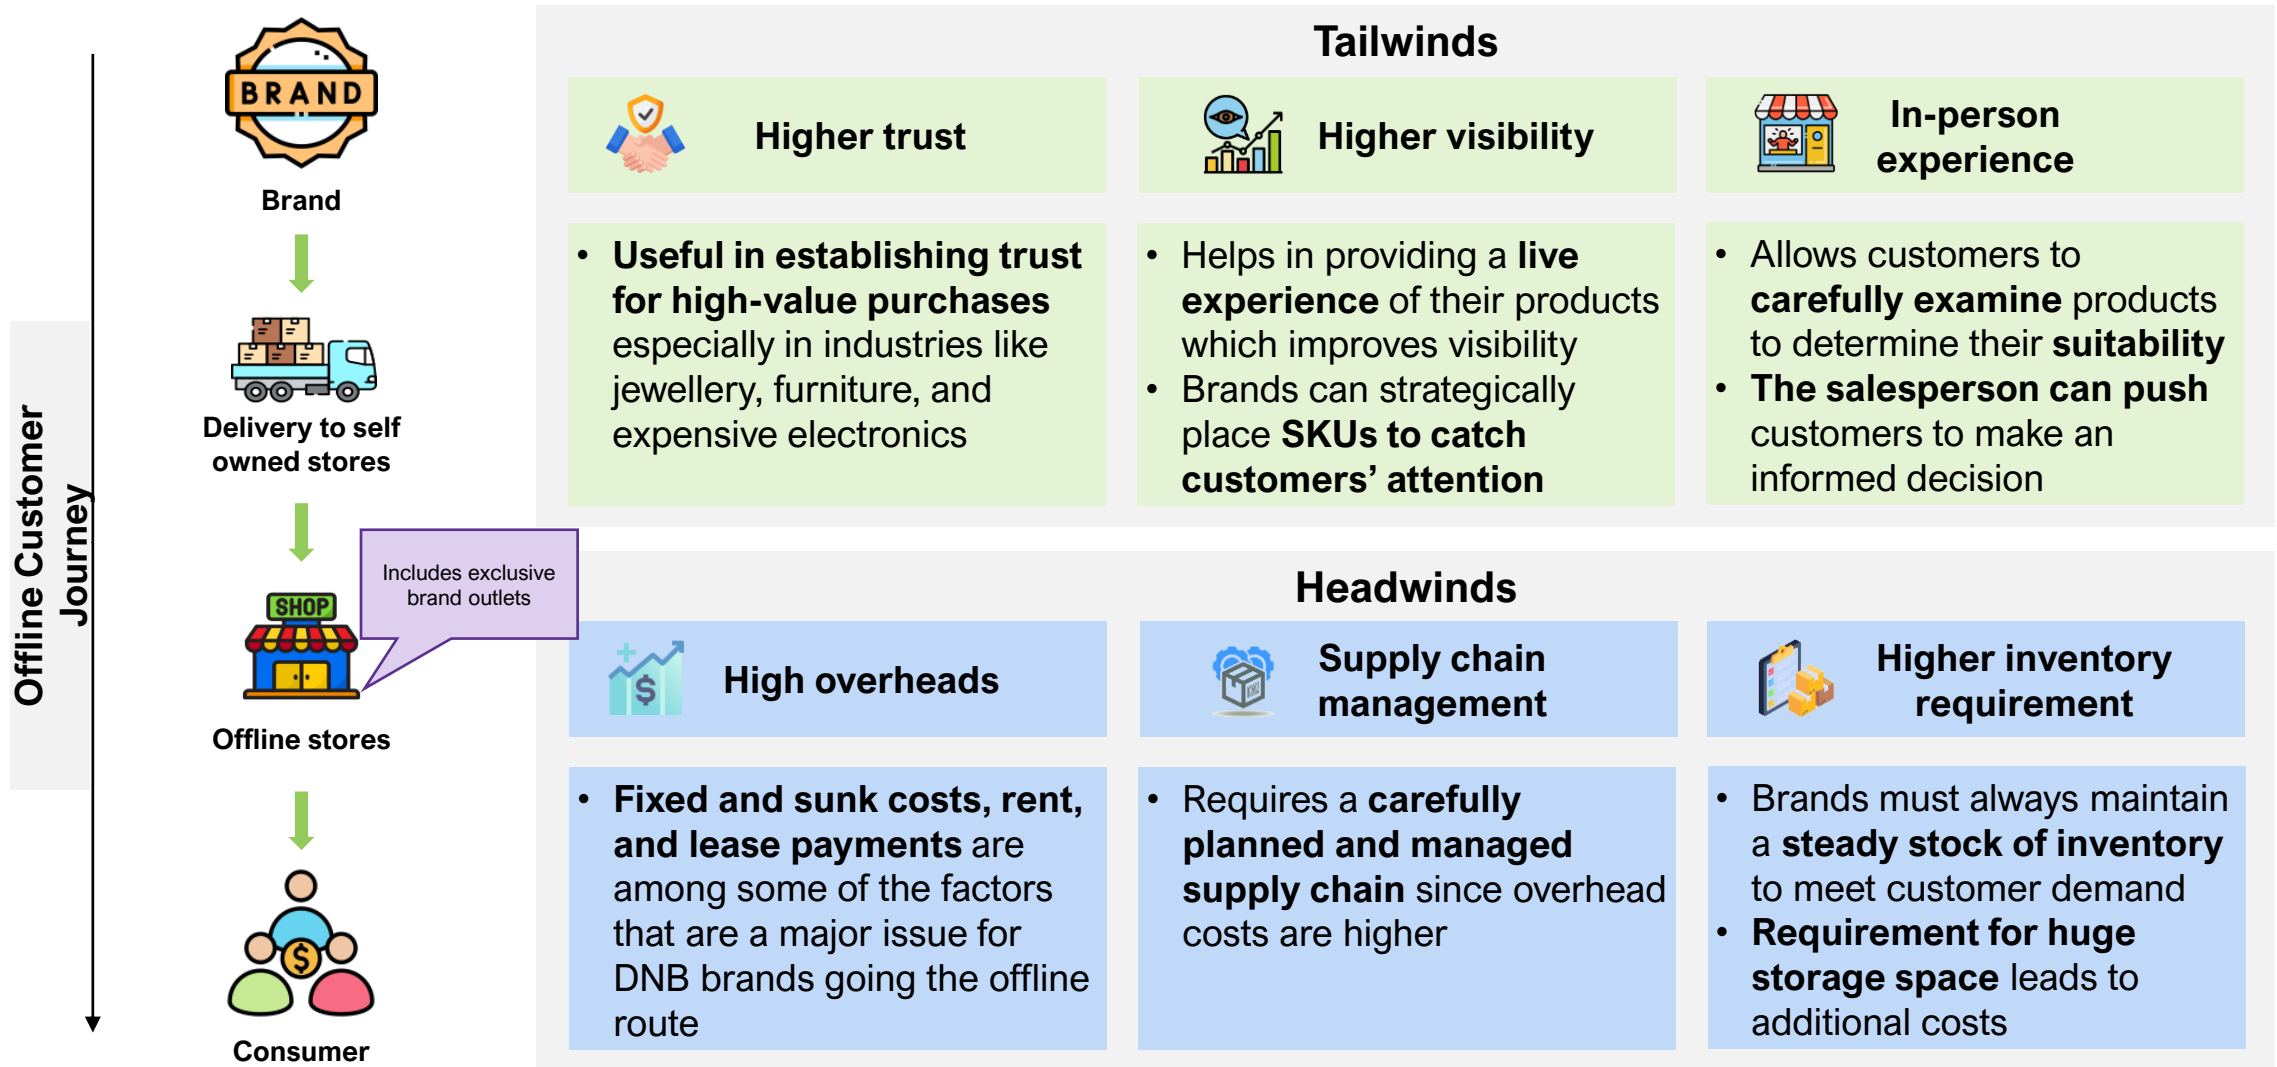 Offline Customer
Journey
BRAND
Brand
Delivery to self
owned stores
SHOP
Includes exclusive
brand outlets
Offline stores
Consumer
Tailwinds
Higher trust
• Useful in establishing trust
for high-value purchases
especially in industries like
jewellery, furniture, and
expensive electronics
Higher visibility
• Helps in providing a live
experience of their products
which improves visibility
• Brands can strategically
place SKUs to catch
customers’ attention
In-person
experience
• Allows customers to
carefully examine products
to determine their suitability
• The salesperson can push
customers to make an
informed decision
Headwinds
High overheads
• Fixed and sunk costs, rent,
and lease payments are
among some of the factors
that are a major issue for
DNB brands going the offline
route
Supply chain
management
• Requires a carefully
planned and managed
supply chain since overhead
costs are higher
Higher inventory
requirement
• Brands must always maintain
a steady stock of inventory
to meet customer demand
• Requirement for huge
storage space leads to
additional costs